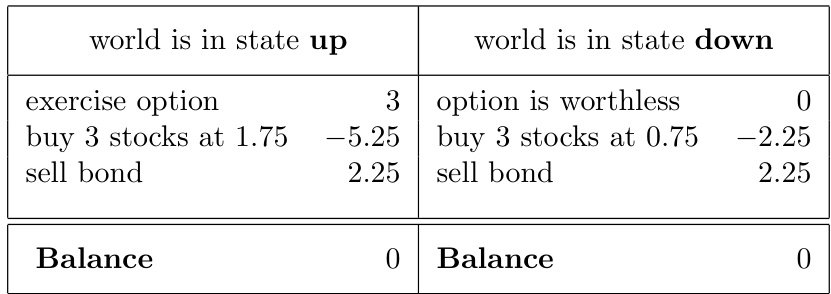 world is in state up
world is in state down
exercise option 3
buy 3 stocks at 1.75 −5.25
sell bond 2.25
option is worthless 0
buy 3 stocks at 0.75 −2.25
sell bond 2.25
Balance 0
Balance 0